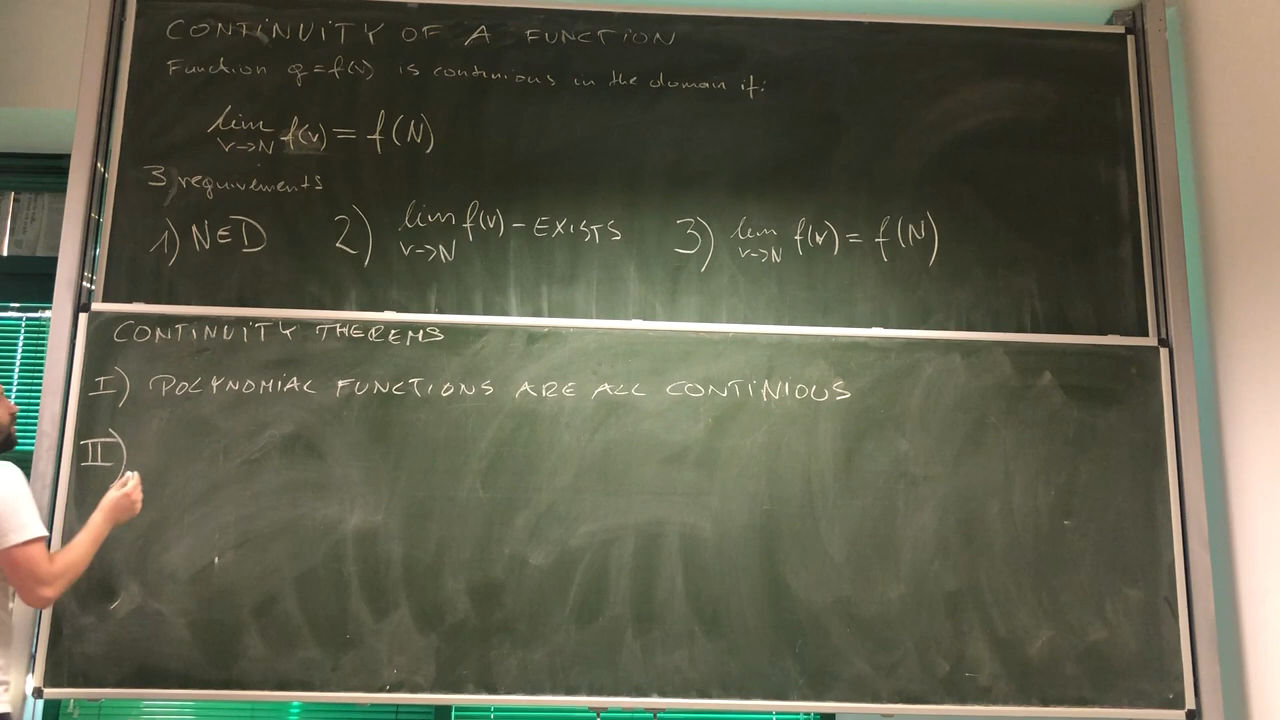 CONTINUITY OF A FUNCTION
Function q=f(v) is continious in the domain if:
lim f(v) = f(N)
v→N
3 requirements
1) NED 2) lim f(v) - EXISTS 3) lim f(v) = f(N)
v→N v→N
CONTINUITY THEREMS
I) POLYNOMIAL FUNCTIONS ARE ALL CONTINIOUS
II)